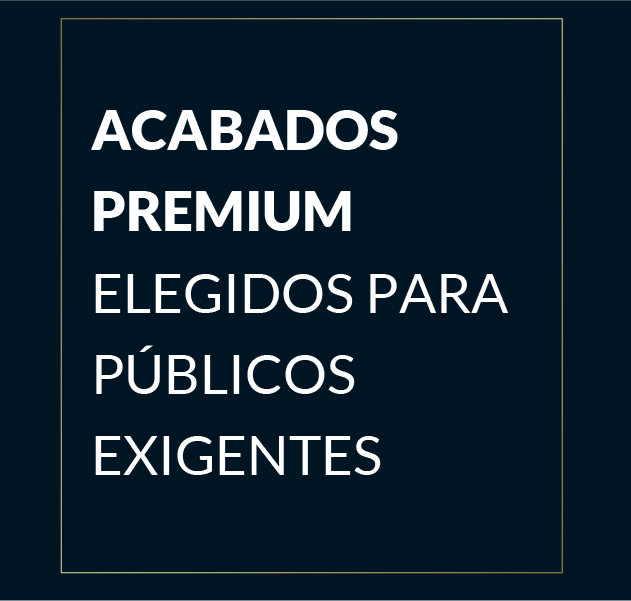 ACABADOS
PREMIUM
ELEGIDOS PARA
PÚBLICOS
EXIGENTES